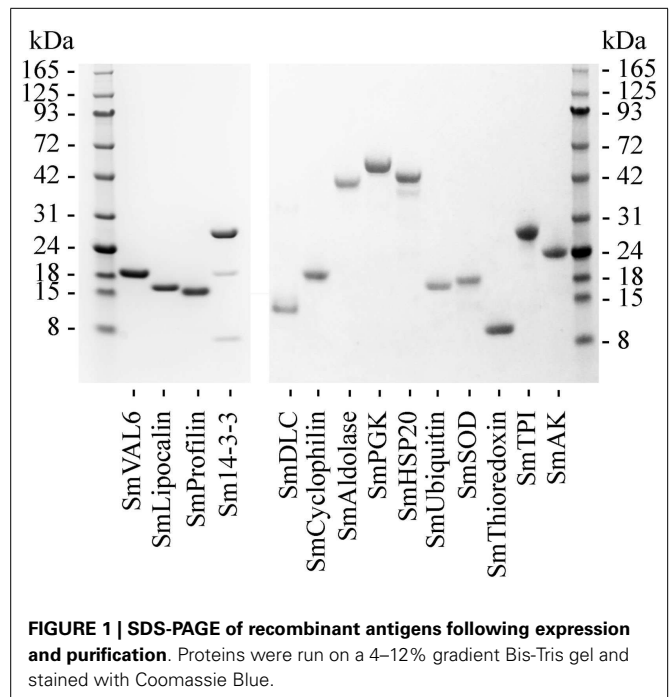 kDa
165 -
125 -
93 -
72 -
42 -
31 -
24 -
18 -
15 -
8 -
kDa
- 165
- 125
- 93
- 72
- 42
- 31
- 24
- 18
- 15
- 8
SmVAL6
SmLipocalin
SmProfilin
Sm14-3-3
SmDLC
SmCyclophilin
SmAldolase
SmPGK
SmHSP20
SmUbiquitin
SmSOD
SmThioredoxin
SmTPI
SmAK
FIGURE 1 | SDS-PAGE of recombinant antigens following expression
and purification. Proteins were run on a 4–12% gradient Bis-Tris gel and
stained with Coomassie Blue.